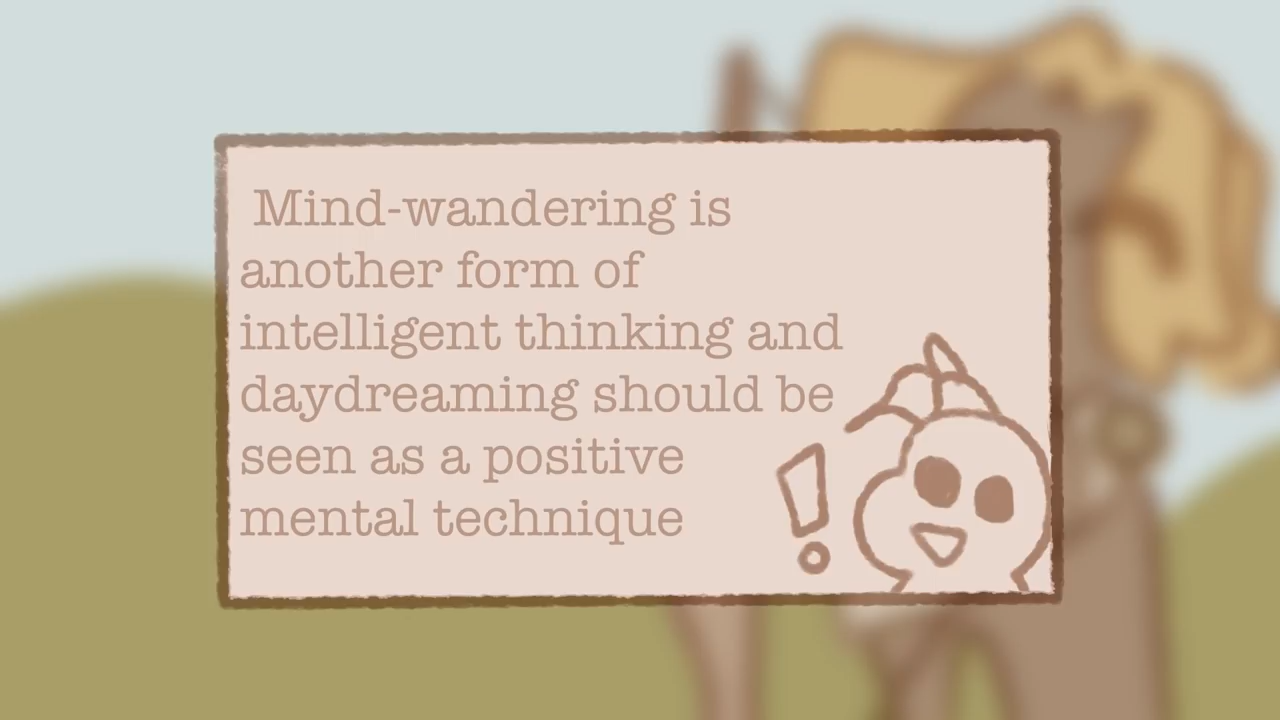 Mind-wandering is
another form of
intelligent thinking and
daydreaming should be
seen as a positive
mental technique